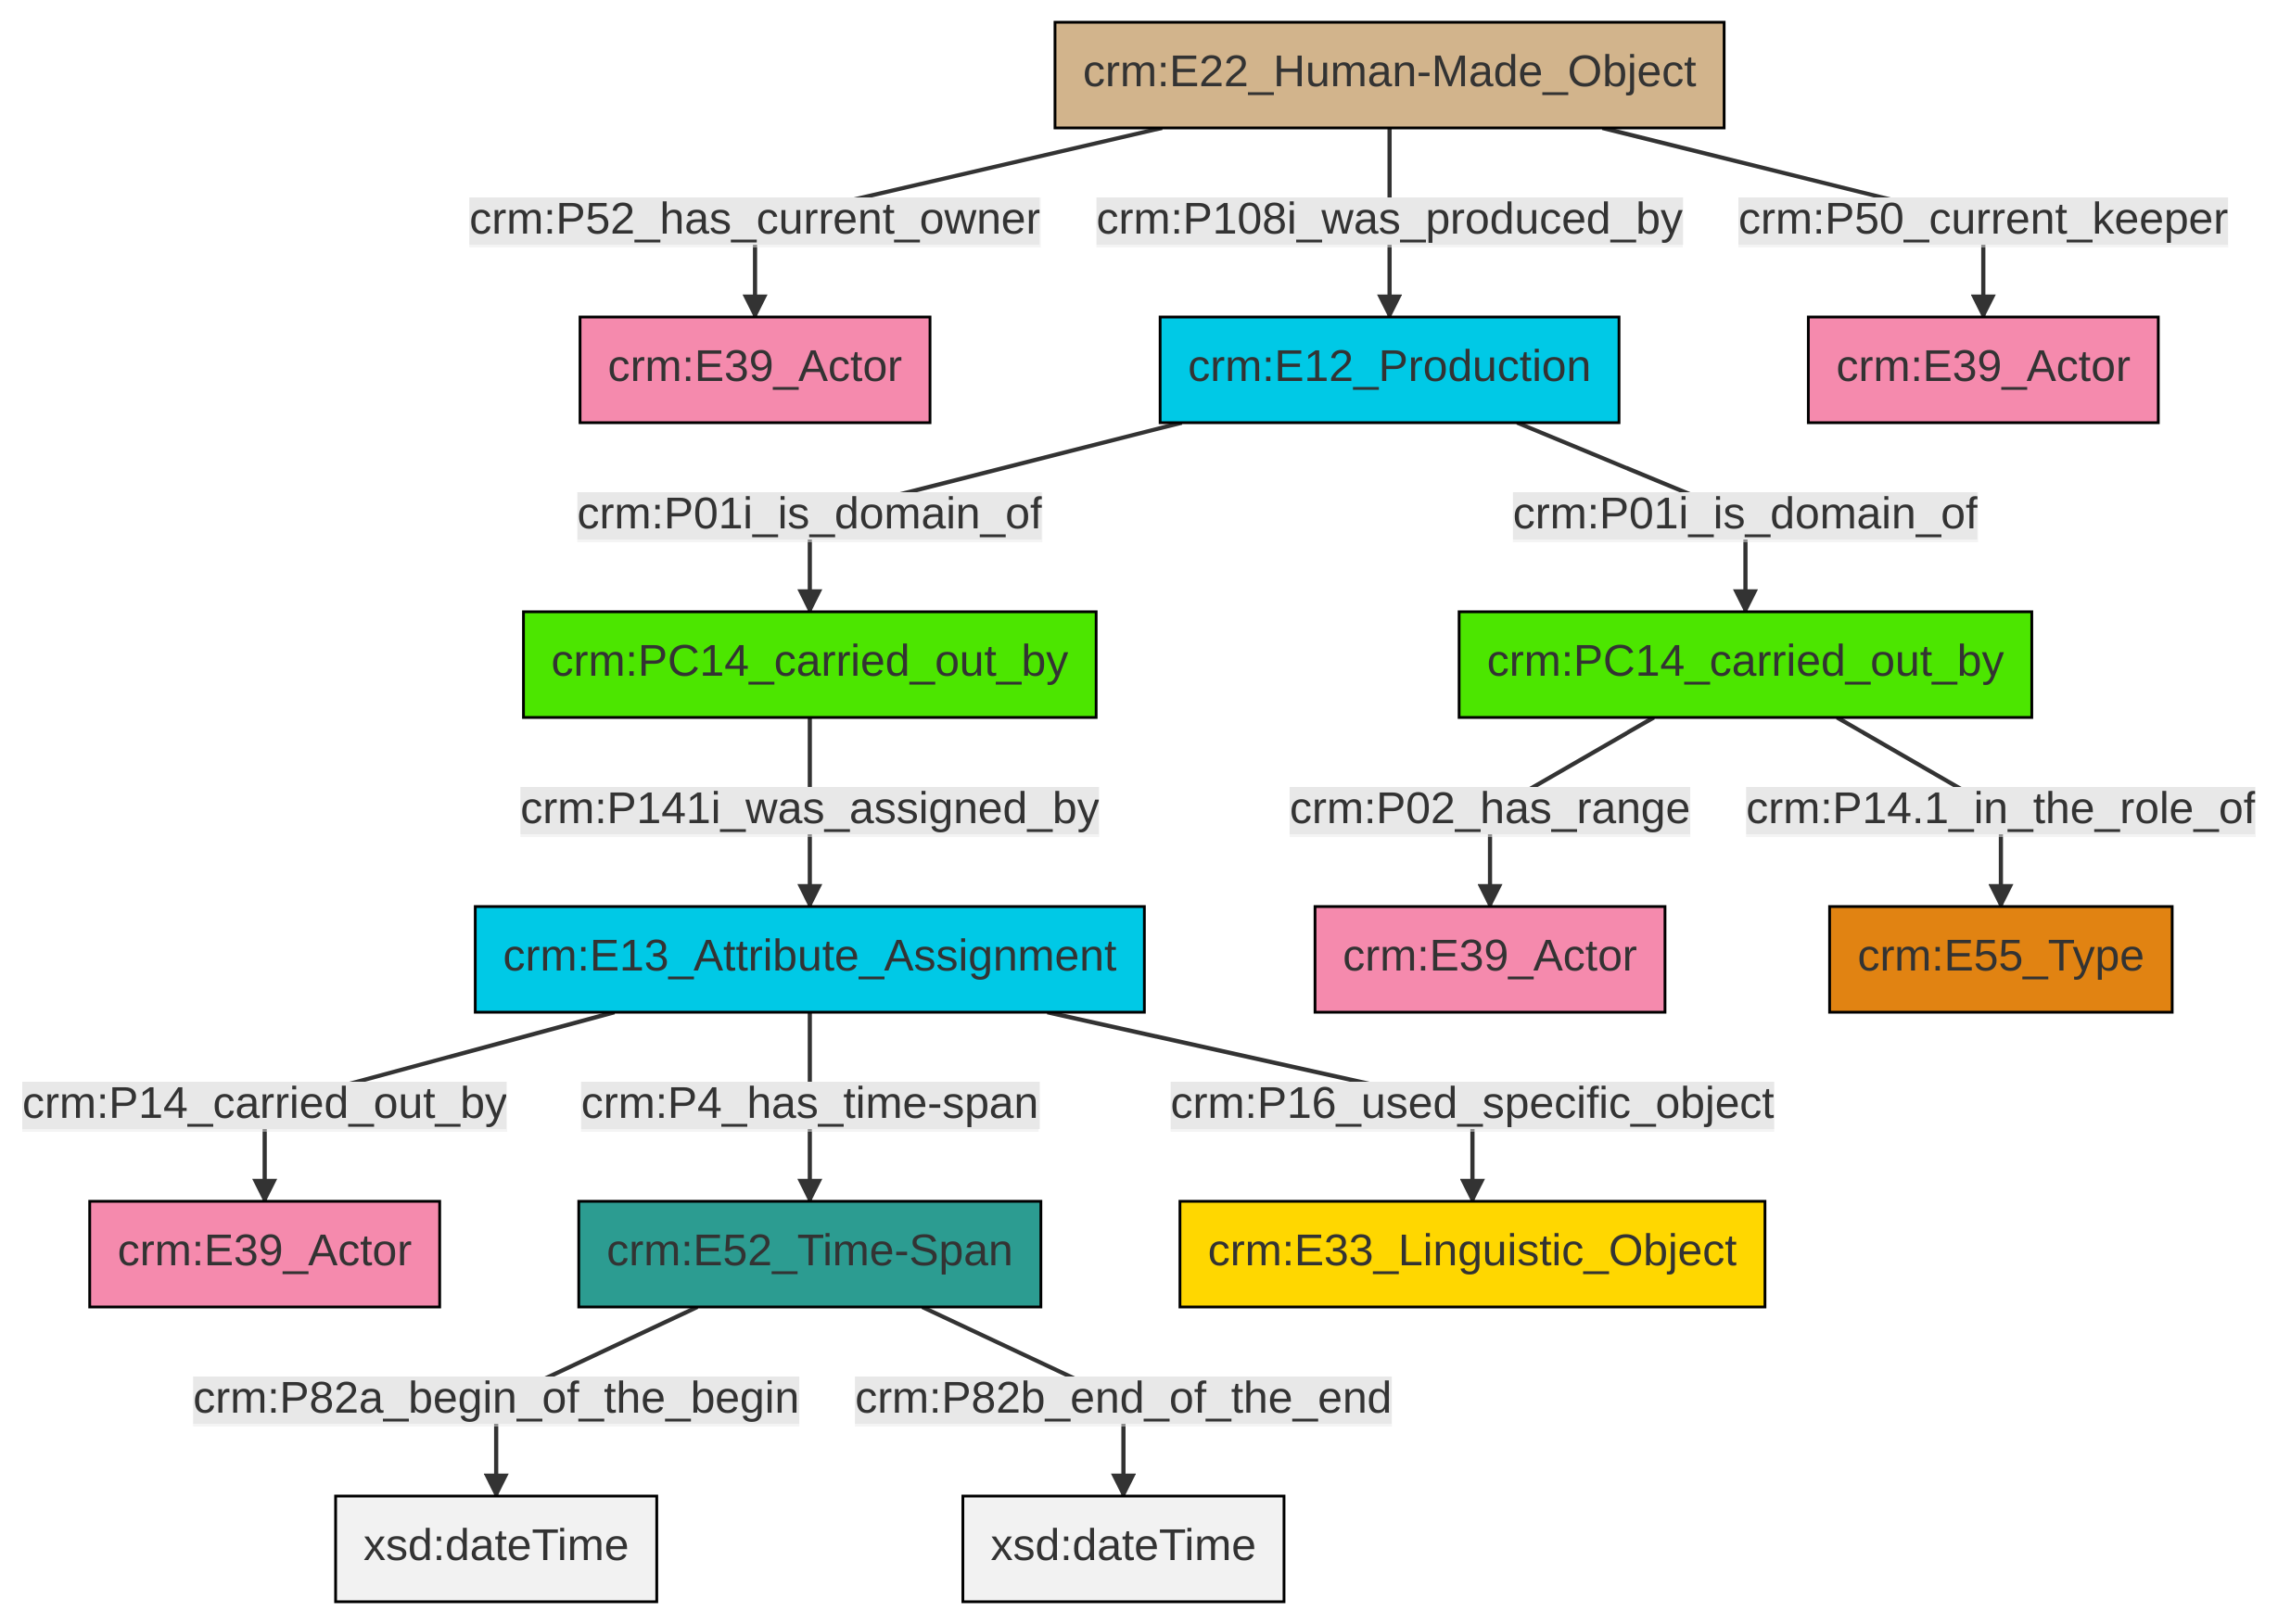 crm:E22_Human-Made_Object
crm:P52_has_current_owner
crm:P108i_was_produced_by
crm:P50_current_keeper
crm:E39_Actor
crm:E12_Production
crm:E39_Actor
crm:P01i_is_domain_of
crm:P01i_is_domain_of
crm:PC14_carried_out_by
crm:PC14_carried_out_by
crm:P141i_was_assigned_by
crm:P02_has_range
crm:P14.1_in_the_role_of
crm:E13_Attribute_Assignment
crm:E39_Actor
crm:E55_Type
crm:P14_carried_out_by
crm:P4_has_time-span
crm:P16_used_specific_object
crm:E39_Actor
crm:E52_Time-Span
crm:E33_Linguistic_Object
crm:P82a_begin_of_the_begin
crm:P82b_end_of_the_end
xsd:dateTime
xsd:dateTime